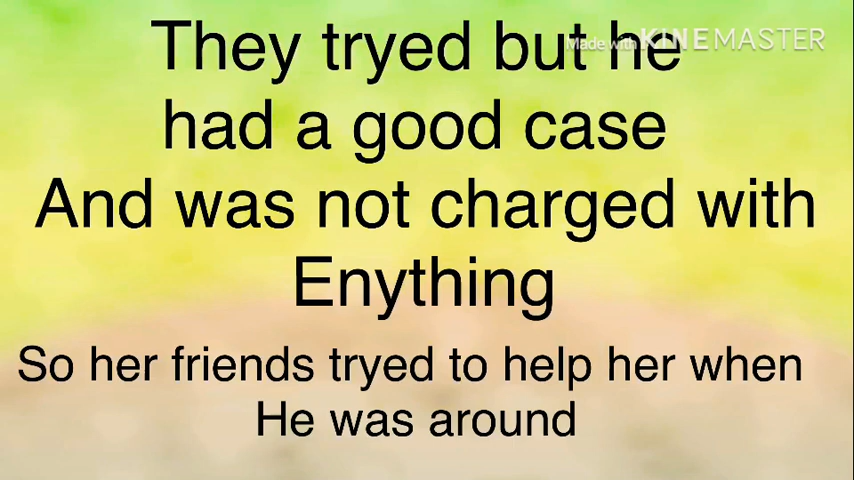 They tryed but he
Made with KINEMASTER
had a good case
And was not charged with
Enything
So her friends tryed to help her when
He was around